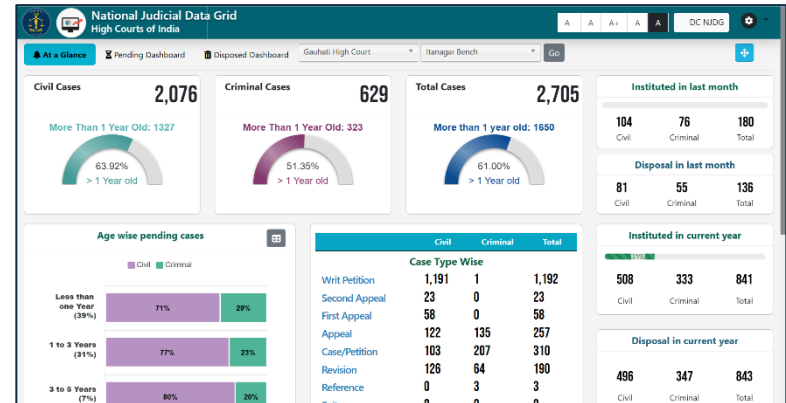 National Judicial Data Grid
High Courts of India
A A A+ A A DC NJDG
At a Glance Pending Dashboard Disposed Dashboard Gauhati High Court Itanagar Bench Go
Civil Cases 2,076
More Than 1 Year Old: 1327
63.92%
> 1 Year old
Criminal Cases 629
More Than 1 Year Old: 323
51.35%
> 1 Year old
Total Cases 2,705
More than 1 year old: 1650
61.00%
> 1 Year old
Instituted in last month
104 76 180
Civil Criminal Total
Disposal in last month
81 55 136
Civil Criminal Total
Age wise pending cases
Civil Criminal
Less than
one Year
(39%)
71% 29%
1 to 3 Years
(31%)
77% 23%
3 to 5 Years
(7%)
80% 20%
Civil Criminal Total
Case Type Wise
Writ Petition 1,191 1 1,192
Second Appeal 23 0 23
First Appeal 58 0 58
Appeal 122 135 257
Case/Petition 103 207 310
Revision 126 64 190
Reference 0 3 3
Instituted in current year
31%
508 333 841
Civil Criminal Total
Disposal in current year
496 347 843
Civil Criminal Total